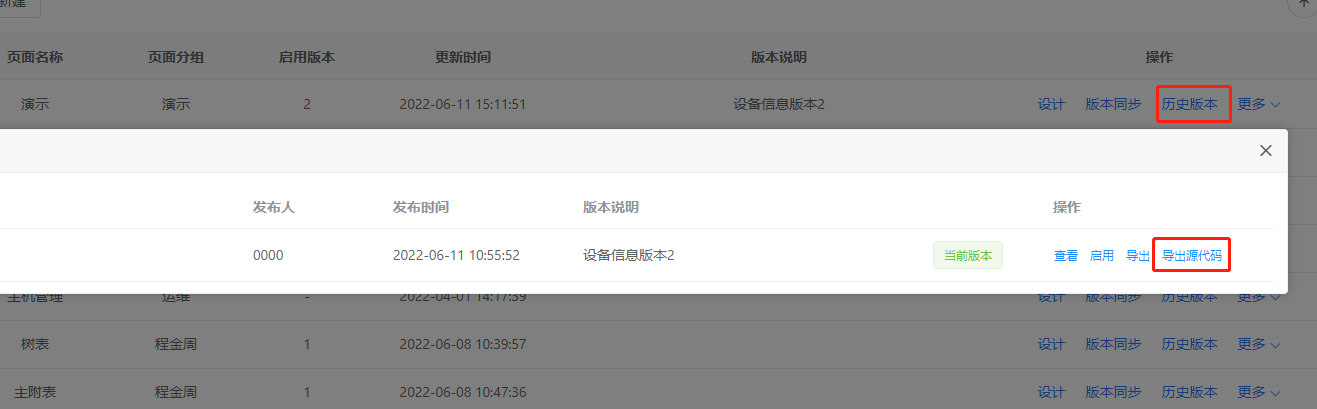 新建
页面名称 页面分组 启用版本 更新时间 版本说明 操作
演示 演示 2 2022-06-11 15:11:51 设备信息版本2 设计 版本同步 历史版本 更多
发布人 发布时间 版本说明 操作
0000 2022-06-11 10:55:52 设备信息版本2 当前版本 查看 启用 导出 导出源代码
主机管理 运维 - 2022-04-01 14:17:39 设计 版本同步 历史版本 更多
树表 程金周 1 2022-06-08 10:39:57 设计 版本同步 历史版本 更多
主附表 程金周 1 2022-06-08 10:47:36 设计 版本同步 历史版本 更多